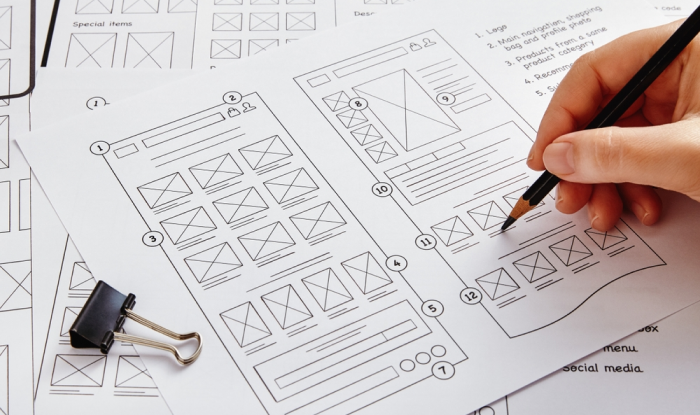 Special items
Des
code
1. Logo
2. Main navigation, shopping
bag and profile photo
3. Products from a same
product category
4. Recomm
5. Su
1
2
1
8
9
3
10
4
11
5
12
7
box
menu
Social media